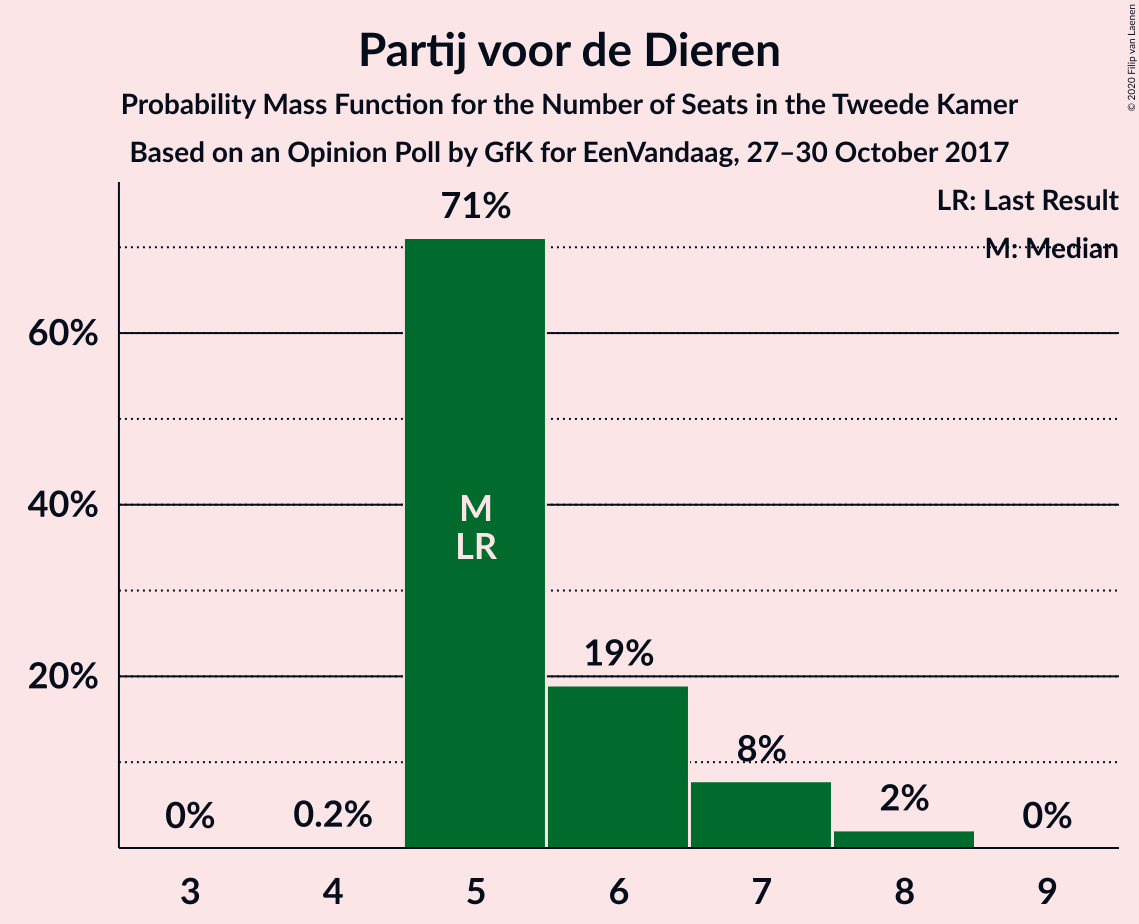 Partij voor de Dieren
Probability Mass Function for the Number of Seats in the Tweede Kamer
Based on an Opinion Poll by GfK for EenVandaag, 27–30 October 2017
© 2020 Filip van Laenen
LR: Last Result
M: Median
71%
60%
M
40%
LR
19%
20%
8%
2%
0%
0.2%
0%
3
4
5
6
7
8
9